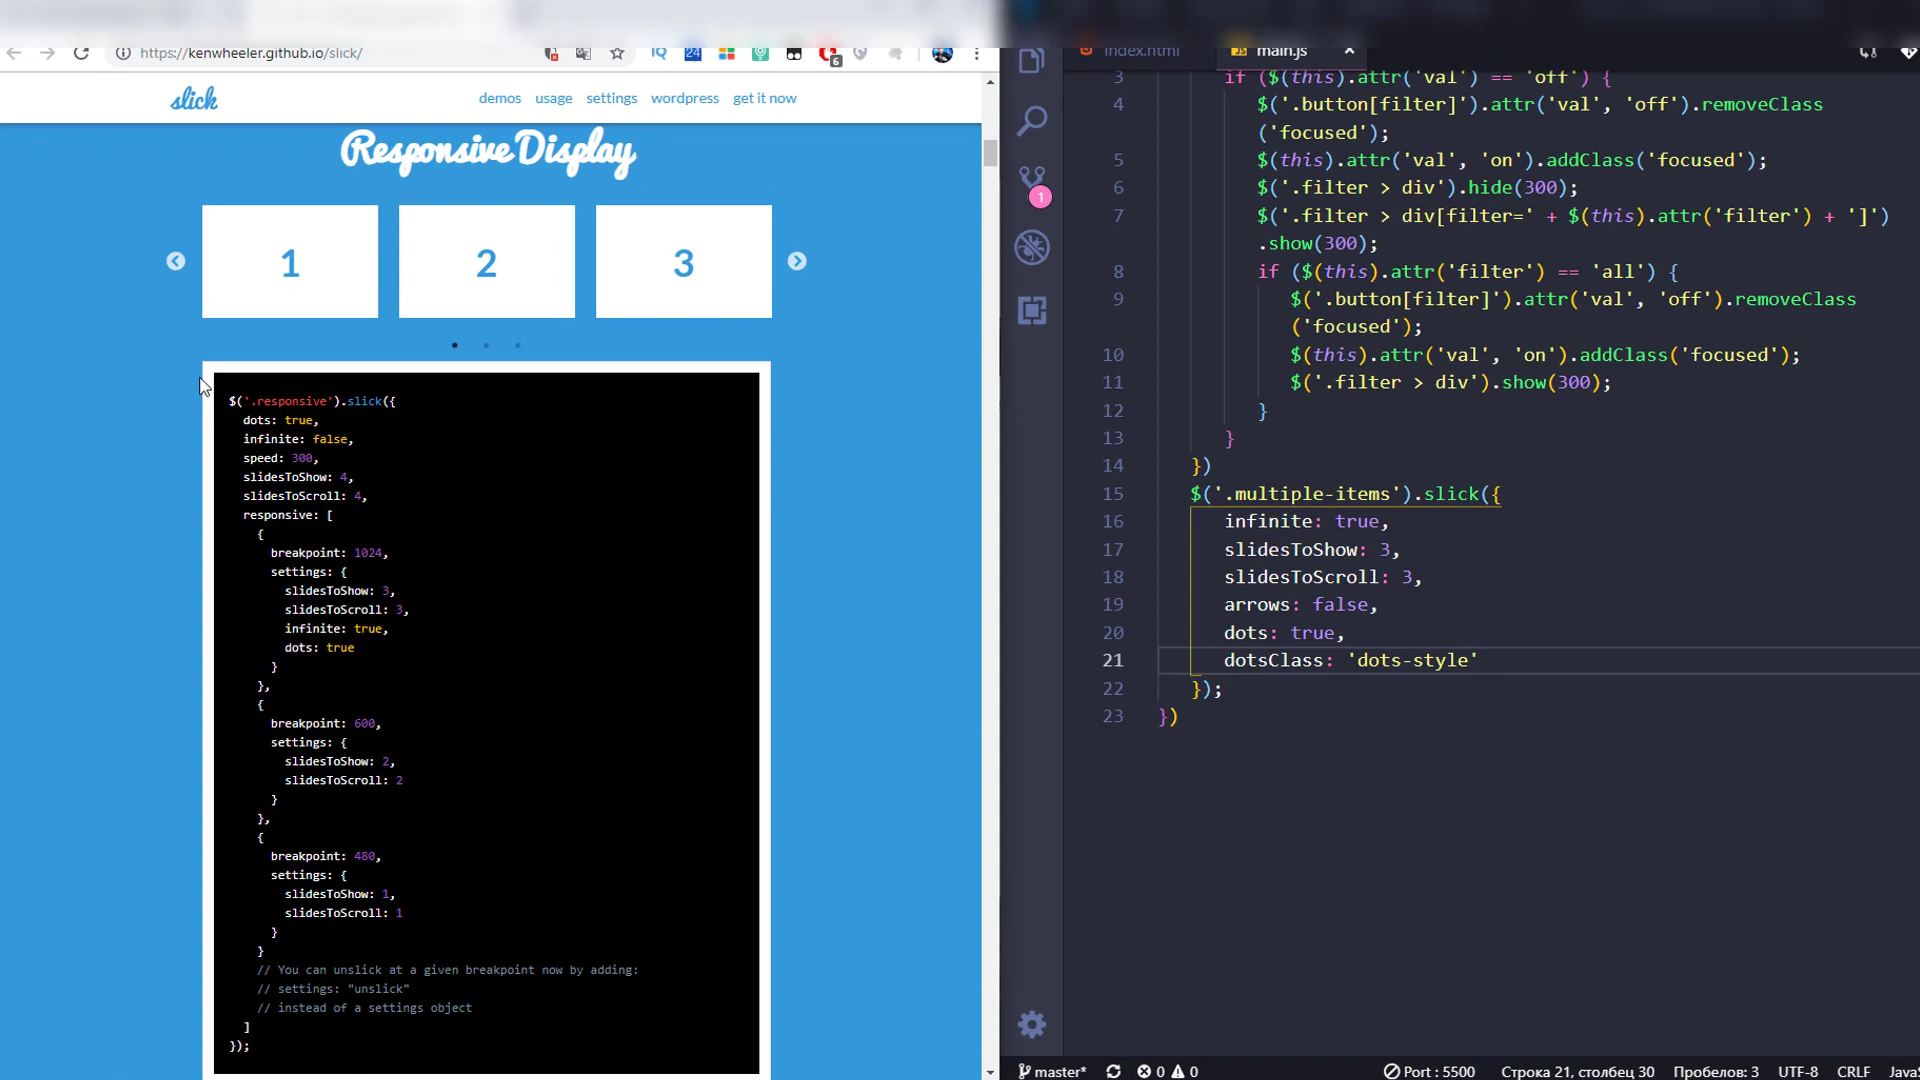 https://kenwheeler.github.io/slick/
24
6
slick
demos usage settings wordpress get it now
Responsive Display
1
2
3
$('.responsive').slick({
dots: true,
infinite: false,
speed: 300,
slidesToShow: 4,
slidesToScroll: 4,
responsive: [
{
breakpoint: 1024,
settings: {
slidesToShow: 3,
slidesToScroll: 3,
infinite: true,
dots: true
}
},
{
breakpoint: 600,
settings: {
slidesToShow: 2,
slidesToScroll: 2
}
},
{
breakpoint: 480,
settings: {
slidesToShow: 1,
slidesToScroll: 1
}
}
// You can unslick at a given breakpoint now by adding:
// settings: "unslick"
// instead of a settings object
]
});
index.html
JS main.js
1
3 if ($(this).attr('val') == 'off') {
4 $('.button[filter]').attr('val', 'off').removeClass
('focused');
5 $(this).attr('val', 'on').addClass('focused');
6 $('.filter > div').hide(300);
7 $('.filter > div[filter=' + $(this).attr('filter') + ']')
.show(300);
8 if ($(this).attr('filter') == 'all') {
9 $('.button[filter]').attr('val', 'off').removeClass
('focused');
10 $(this).attr('val', 'on').addClass('focused');
11 $('.filter > div').show(300);
12 }
13 }
14 })
15 $('.multiple-items').slick({
16 infinite: true,
17 slidesToShow: 3,
18 slidesToScroll: 3,
19 arrows: false,
20 dots: true,
21 dotsClass: 'dots-style'
22 });
23 })
master* 0 0 Port : 5500 Строка 21, столбец 30 Пробелов: 3 UTF-8 CRLF Java